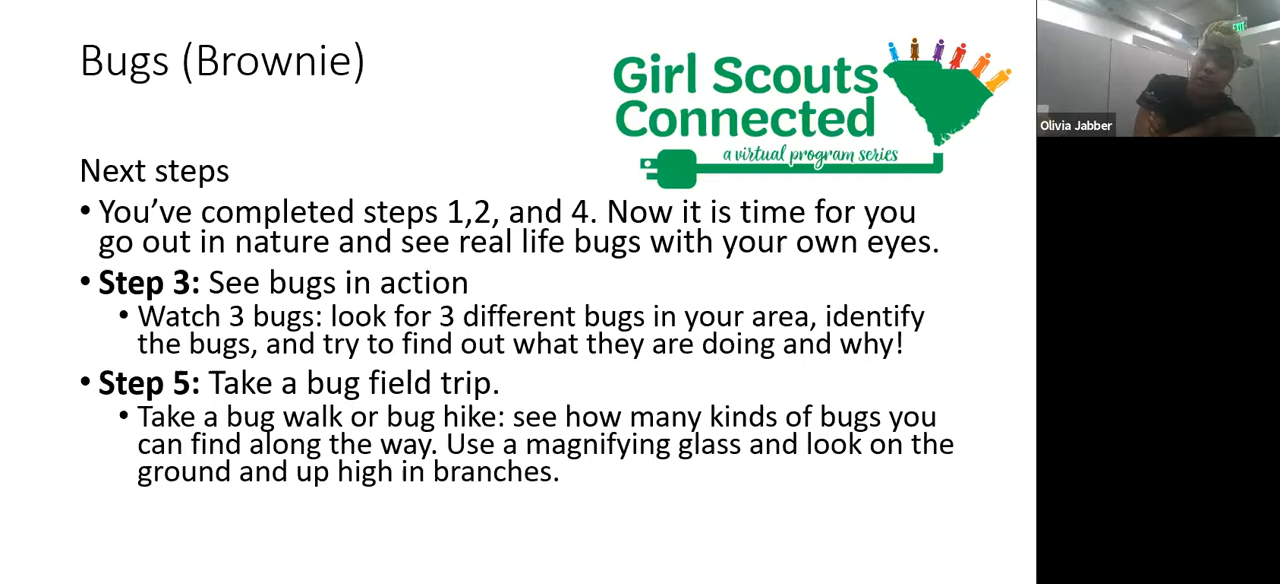 Bugs (Brownie)
Girl Scouts
Connected
a virtual program series
Next steps
• You’ve completed steps 1,2, and 4. Now it is time for you
go out in nature and see real life bugs with your own eyes.
• Step 3: See bugs in action
• Watch 3 bugs: look for 3 different bugs in your area, identify
the bugs, and try to find out what they are doing and why!
• Step 5: Take a bug field trip.
• Take a bug walk or bug hike: see how many kinds of bugs you
can find along the way. Use a magnifying glass and look on the
ground and up high in branches.
EXIT
Olivia Jabber